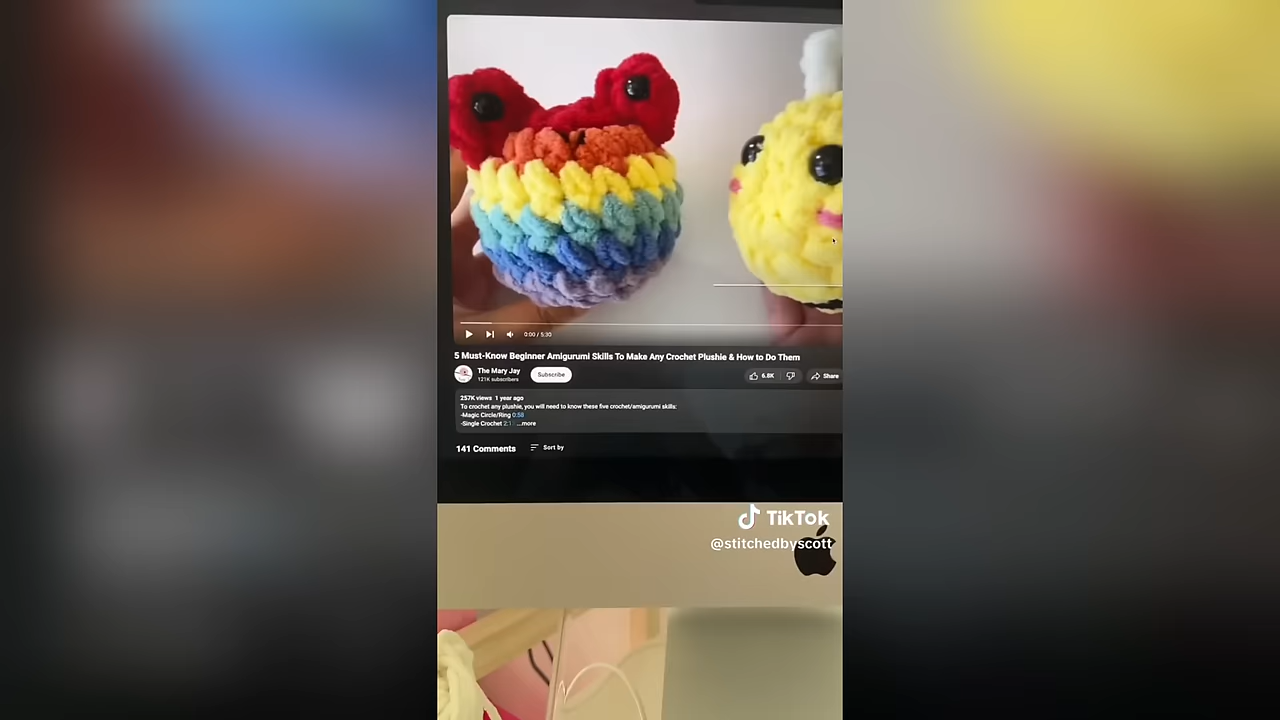 0:00 / 5:30
5 Must-Know Beginner Amigurumi Skills To Make Any Crochet Plushie & How to Do Them
The Mary Jay
121K subscribers
Subscribe
6.8K
Share
257K views 1 year ago
To crochet any plushie, you will need to know these five crochet/amigurumi skills:
-Magic Circle/Ring 0:58
-Single Crochet ...more
141 Comments
Sort by
TikTok
@stitchedbyscott